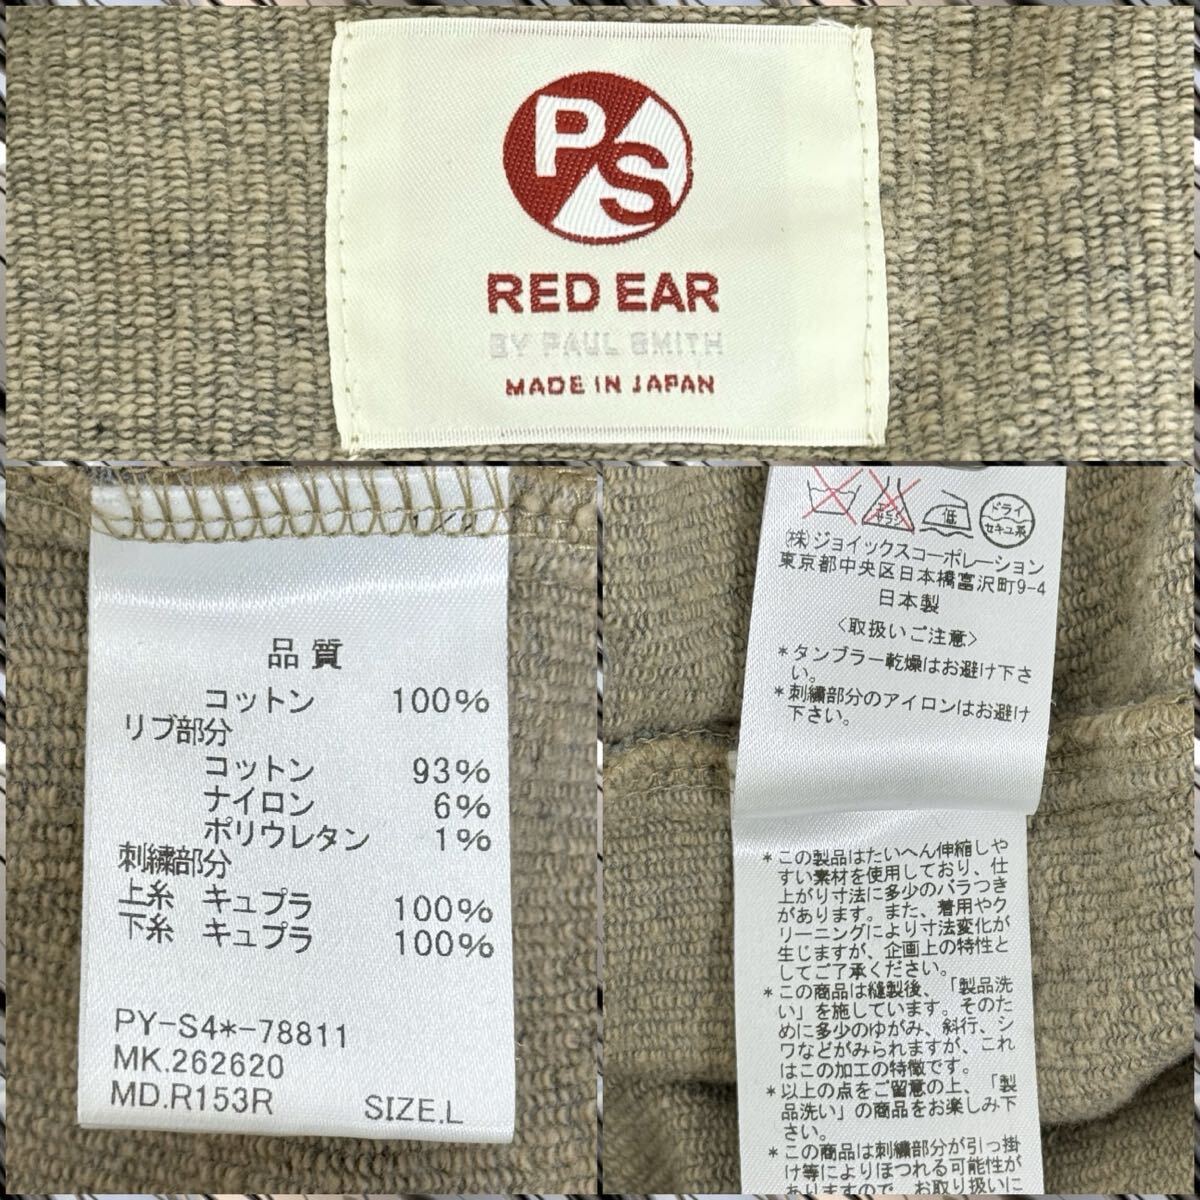 PS
RED EAR
BY PAUL SMITH
MADE IN JAPAN
品質
コットン 100%
リブ部分
コットン 93%
ナイロン 6%
ポリウレタン 1%
刺繍部分
上糸 キュプラ 100%
下糸 キュプラ 100%
PY-S4*-78811
MK.262620
MD.R153R SIZE.L
低
ドライ
セキユ系
(株)ジョイックスコーポレーション
東京都中央区日本橋富沢町9-4
日本製
〈取扱いご注意〉
*タンブラー乾燥はお避け下さ
い。
*刺繍部分のアイロンはお避け
下さい。
*この製品はたいへん伸縮しや
すい素材を使用しており、仕
上がり寸法に多少のバラつき
があります。また、着用やク
リーニングにより寸法変化が
生じますが、企画上の特性と
してご了承ください。
*この商品は縫製後、「製品洗
い」を施しています。そのた
めに多少のゆがみ、斜行、シ
ワなどがみられますが、これ
はこの加工の特徴です。
*以上の点をご留意の上、「製
品洗い」の商品をお楽しみ下
さい。
*この商品は刺繍部分が引っ掛
け等によりほつれる可能性が
ありますので、お取り扱いに